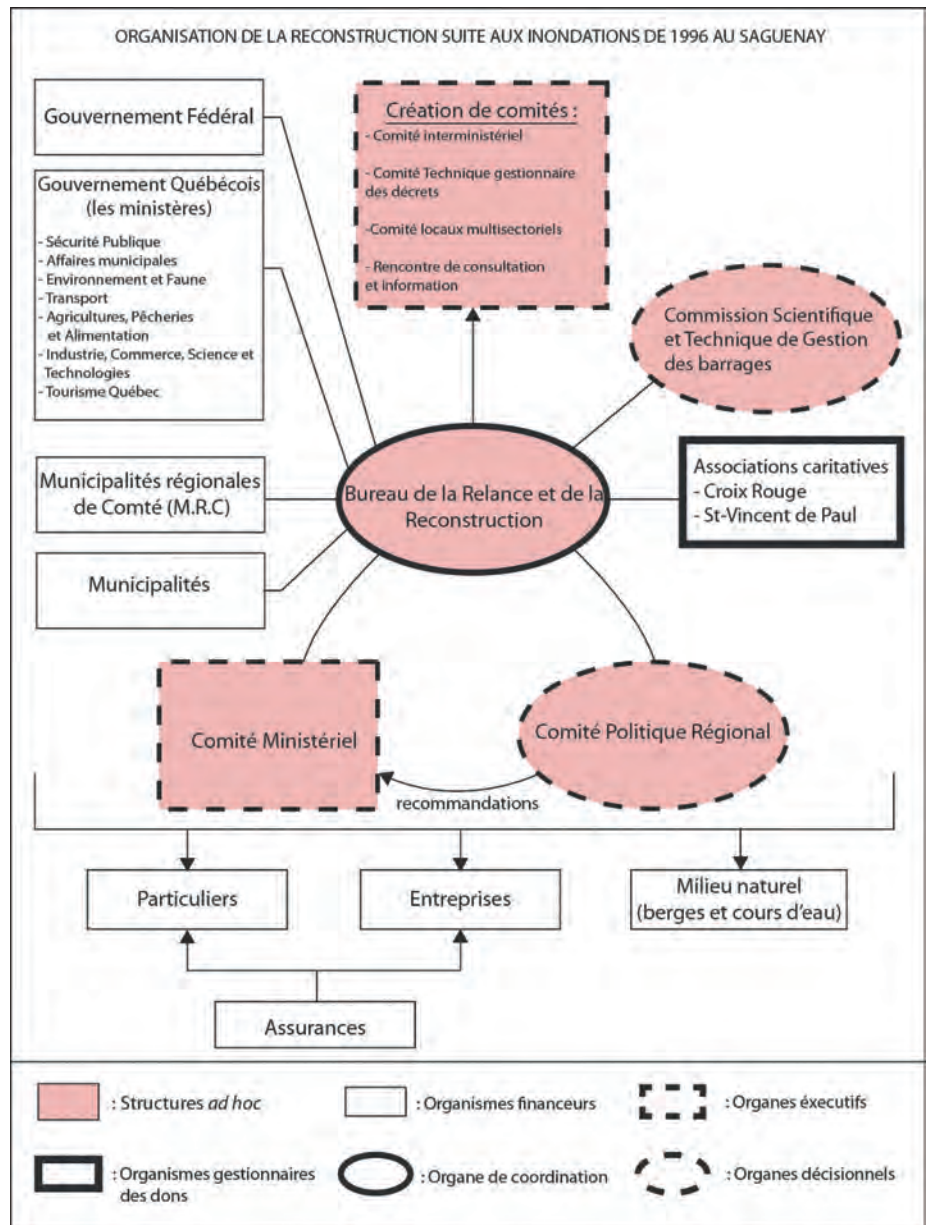 ORGANISATION DE LA RECONSTRUCTION SUITE AUX INONDATIONS DE 1996 AU SAGUENAY
Gouvernement Fédéral
Gouvernement Québécois
(les ministères)
- Sécurité Publique
- Affaires municipales
- Environnement et Faune
- Transport
- Agricultures, Pêcheries
et Alimentation
- Industrie, Commerce, Science et
Technologies
- Tourisme Québec
Municipalités régionales
de Comté (M.R.C)
Municipalités
Création de comités :
- Comité interministériel
- Comité Technique gestionnaire
des décrets
-Comité locaux multisectoriels
- Rencontre de consultation
et information
Commission Scientifique
et Technique de Gestion
des barrages
Bureau de la Relance et de la
Reconstruction
Associations caritatives
- Croix Rouge
- St-Vincent de Paul
Comité Ministériel
Comité Politique Régional
recommandations
Particuliers
Entreprises
Milieu naturel
(berges et cours d'eau)
Assurances
: Structures ad hoc
: Organismes financeurs
: Organes éxecutifs
: Organismes gestionnaires
des dons
: Organe de coordination
: Organes décisionnels